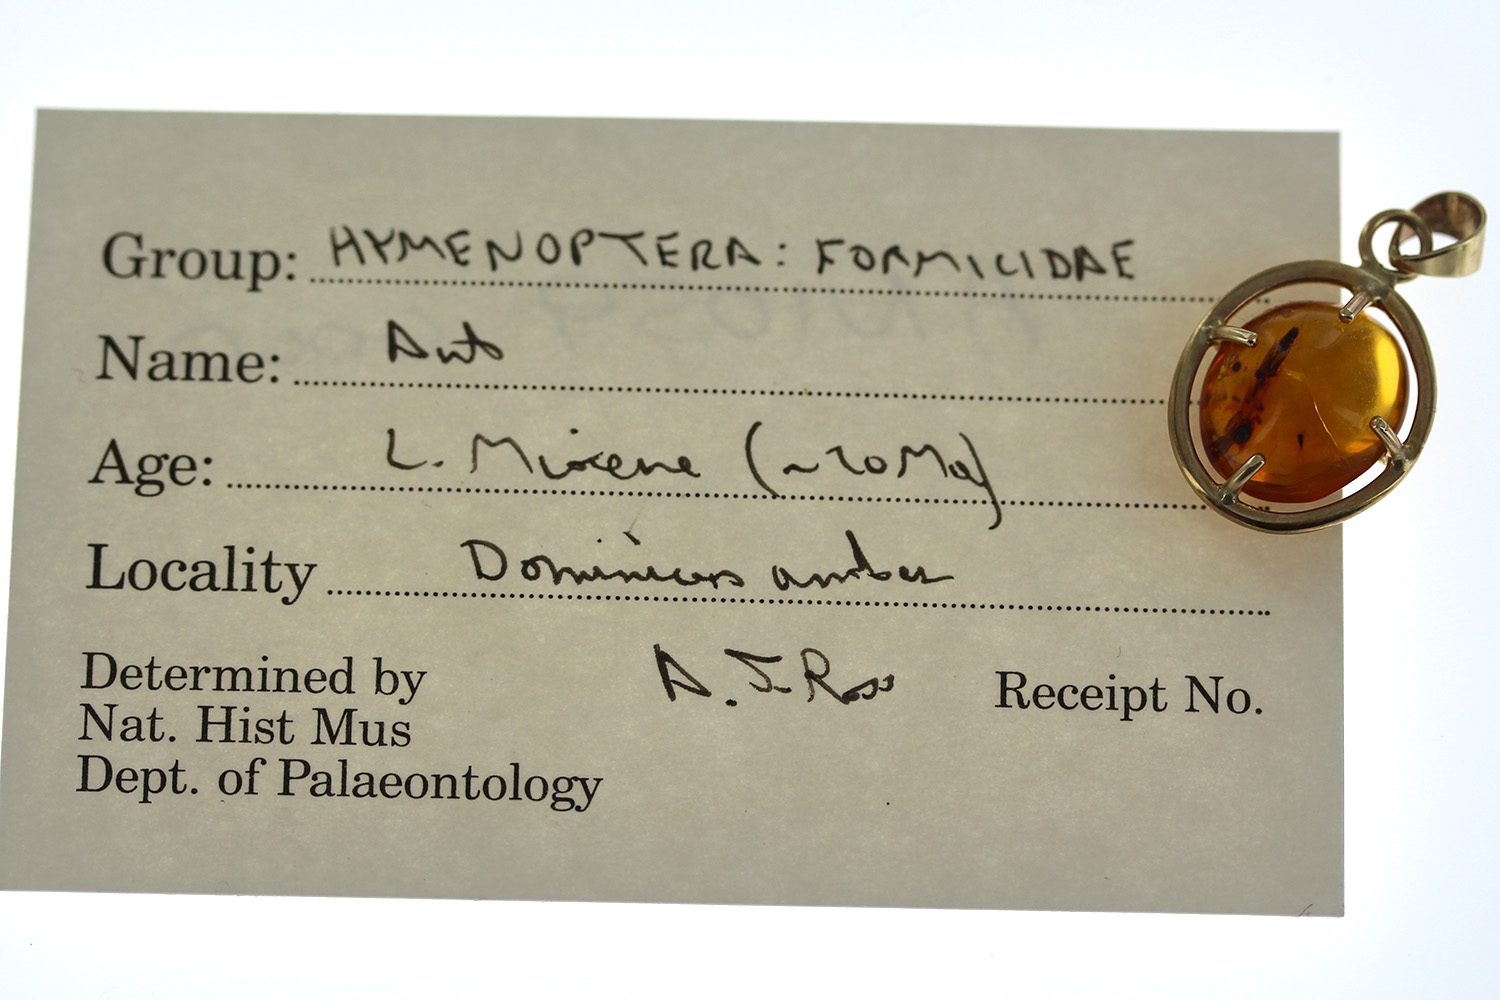 Group: HYMENOPTERA: FORMICIDAE
Name: Ants
Age: L. Miocene (~20Ma)
Locality Dominican amber
Determined by A. J. Ross Receipt No.
Nat. Hist Mus
Dept. of Palaeontology